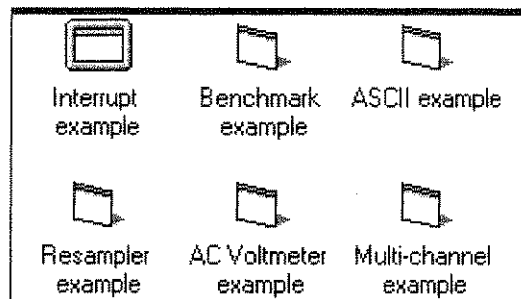 Interrupt example
Benchmark example
ASCII example
Resampler example
AC Voltmeter example
Multi-channel example